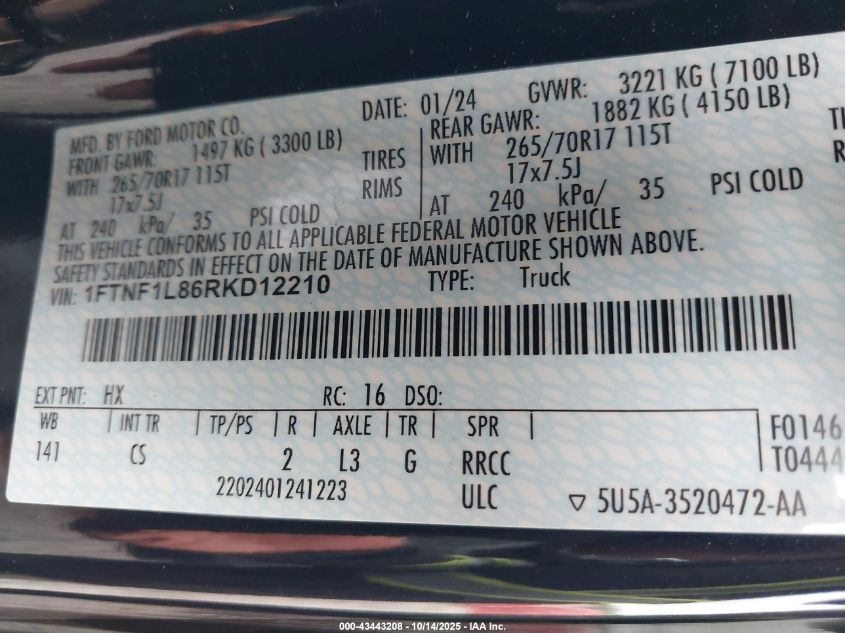 MFD. BY FORD MOTOR CO. DATE: 01/24 GVWR: 3221 KG ( 7100 LB)
FRONT GAWR: 1497 KG ( 3300 LB) REAR GAWR: 1882 KG ( 4150 LB)
WITH 265/70R17 115T TIRES WITH 265/70R17 115T
17x7.5J RIMS 17x7.5J
AT 240 kPa/ 35 PSI COLD AT 240 kPa/ 35 PSI COLD
THIS VEHICLE CONFORMS TO ALL APPLICABLE FEDERAL MOTOR VEHICLE
SAFETY STANDARDS IN EFFECT ON THE DATE OF MANUFACTURE SHOWN ABOVE.
VIN: 1FTNF1L86RKD12210 TYPE: Truck
EXT PNT: HX RC: 16 DSO:
WB INT TR TP/PS R AXLE TR SPR F0146
141 CS 2 L3 G RRCC T0444
2202401241223 ULC ▽ 5U5A-3520472-AA
000-43443208 - 10/14/2025 - IAA Inc.